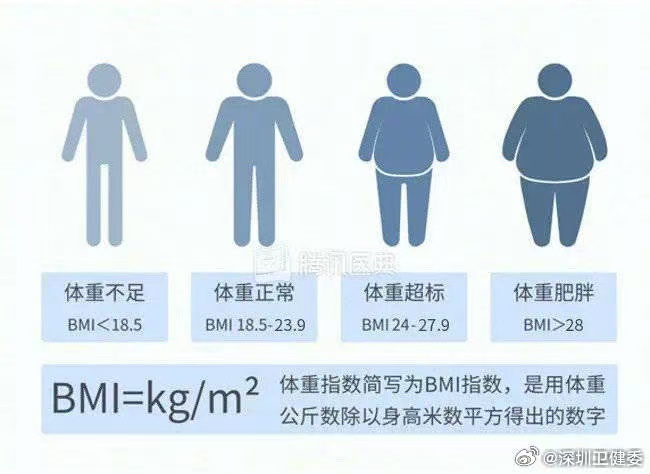 腾讯医典
体重不足
BMI＜18.5
体重正常
BMI 18.5-23.9
体重超标
BMI 24-27.9
体重肥胖
BMI＞28
BMI=kg/m²
体重指数简写为BMI指数，是用体重
公斤数除以身高米数平方得出的数字
@深圳卫健委